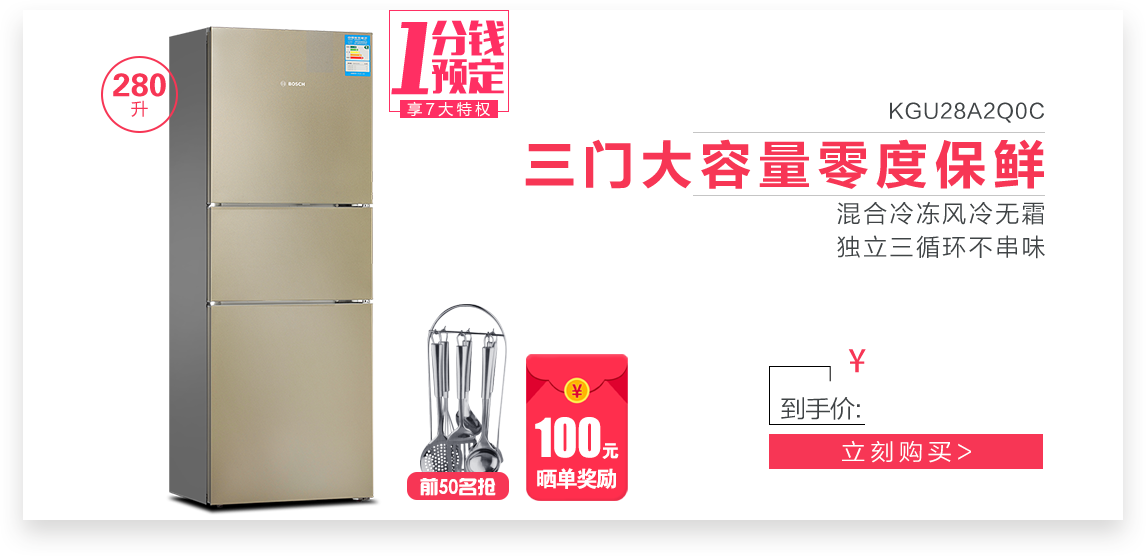 280
升
BOSCH
1分钱
预定
享7大特权
KGU28A2Q0C
三门大容量零度保鲜
混合冷冻风冷无霜
独立三循环不串味
前50名抢
¥
100元
晒单奖励
¥
到手价:
立刻购买>